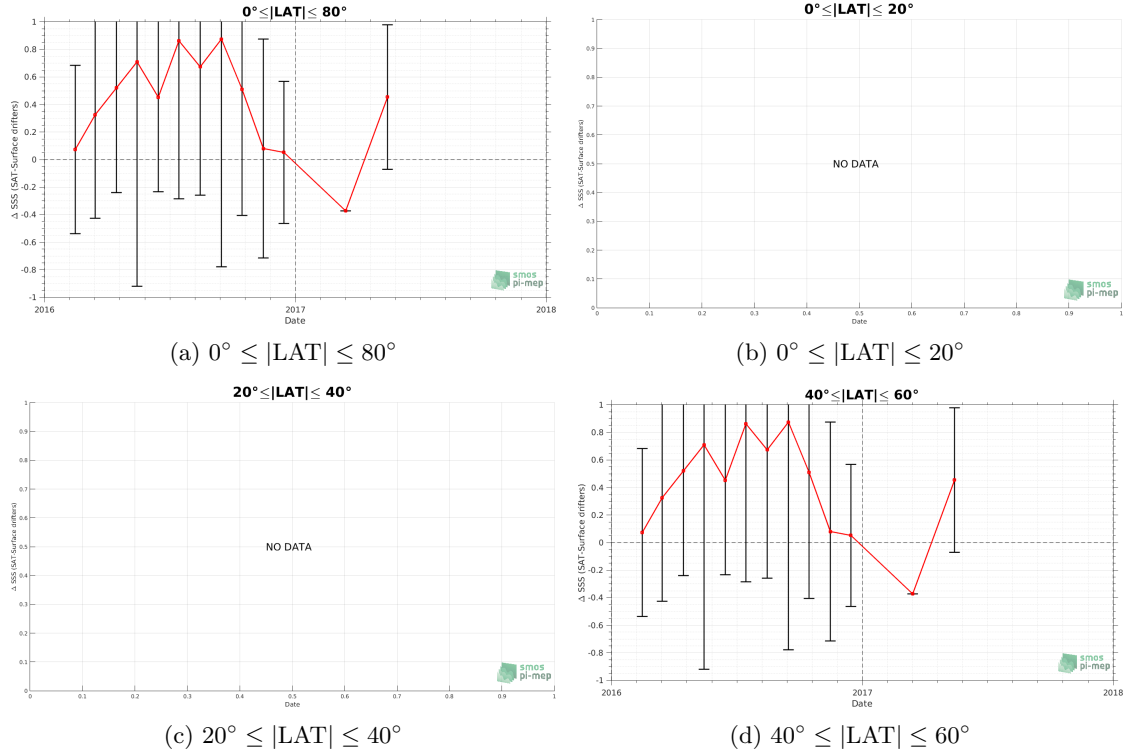 0°≤|LAT|≤ 80°
Δ SSS (SAT-Surface drifters)
1
0.8
0.6
0.4
0.2
0
-0.2
-0.4
-0.6
-0.8
-1
2016
2017
2018
Date
smos
pi-mep
(a) 0° ≤ |LAT| ≤ 80°
0°≤|LAT|≤ 20°
Δ SSS (SAT-Surface drifters)
1
0.9
0.8
0.7
0.6
0.5
0.4
0.3
0.2
0.1
0
NO DATA
0 0.1 0.2 0.3 0.4 0.5 0.6 0.7 0.8 0.9 1
Date
smos
pi-mep
(b) 0° ≤ |LAT| ≤ 20°
20°≤|LAT|≤ 40°
Δ SSS (SAT-Surface drifters)
1
0.9
0.8
0.7
0.6
0.5
0.4
0.3
0.2
0.1
0
NO DATA
0 0.1 0.2 0.3 0.4 0.5 0.6 0.7 0.8 0.9 1
Date
smos
pi-mep
(c) 20° ≤ |LAT| ≤ 40°
40°≤|LAT|≤ 60°
Δ SSS (SAT-Surface drifters)
1
0.8
0.6
0.4
0.2
0
-0.2
-0.4
-0.6
-0.8
-1
2016
2017
2018
Date
smos
pi-mep
(d) 40° ≤ |LAT| ≤ 60°